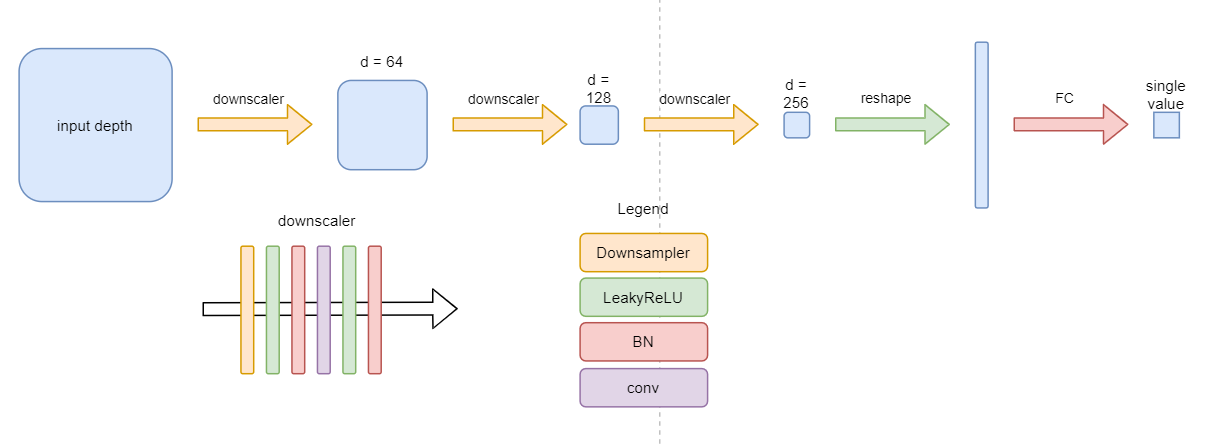 input depth
downscaler
d = 64
downscaler
d =
128
downscaler
d =
256
reshape
FC
single
value
downscaler
Legend
Downsampler
LeakyReLU
BN
conv